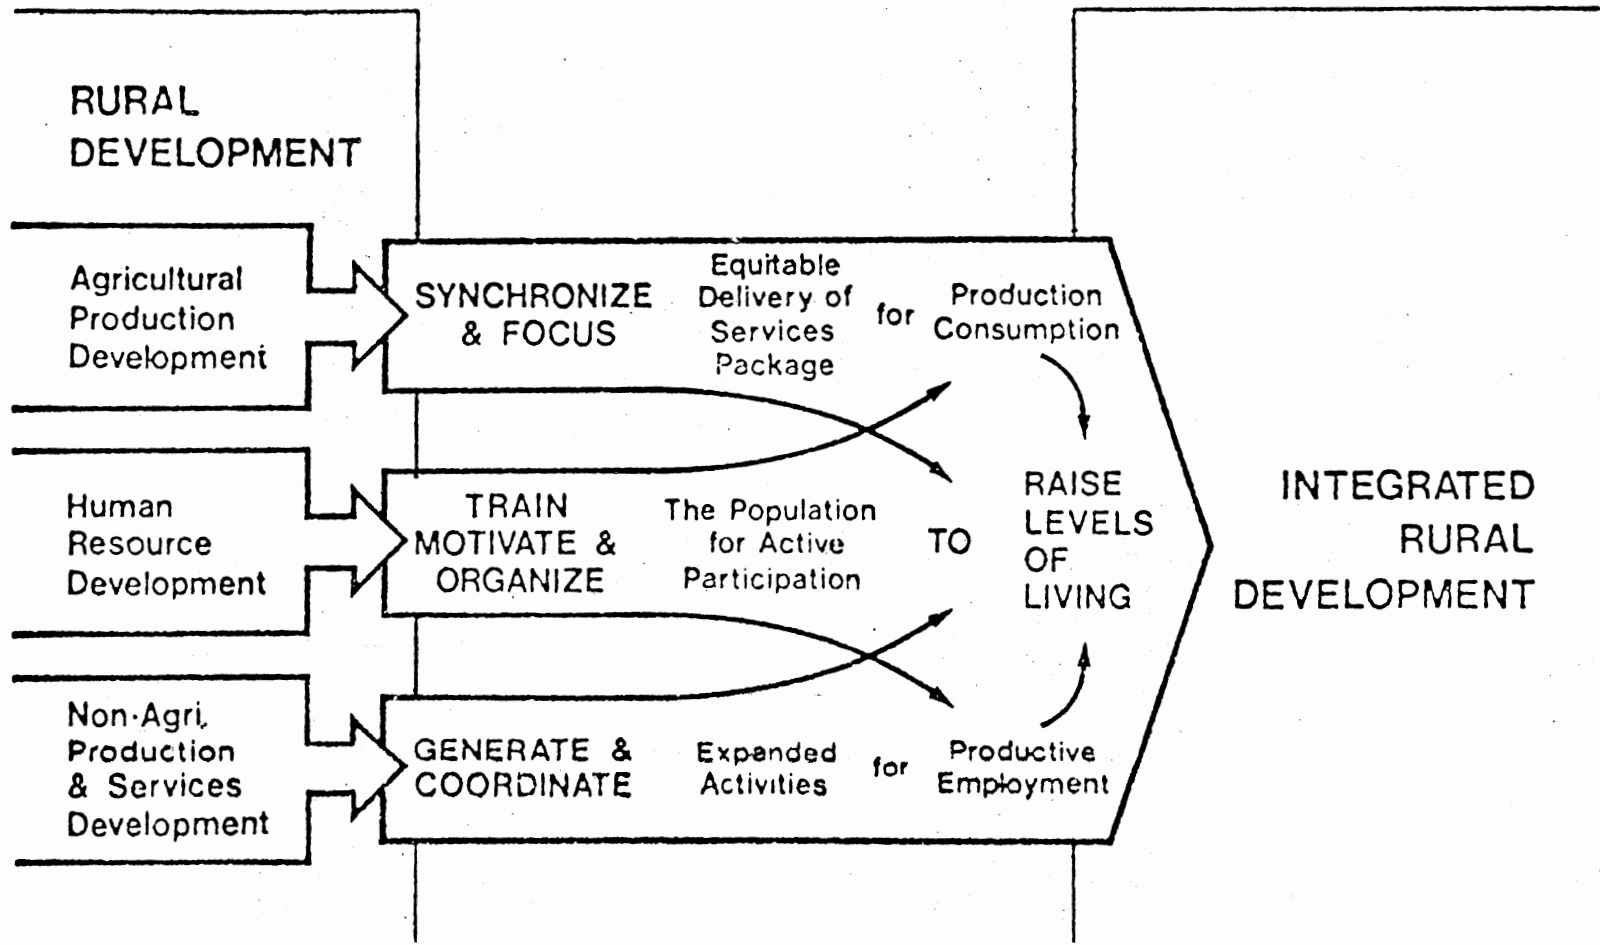 RURAL
DEVELOPMENT
Agricultural
Production
Development
SYNCHRONIZE
& FOCUS
Equitable
Delivery of
Services
Package
for
Production
Consumption
Human
Resource
Development
TRAIN
MOTIVATE &
ORGANIZE
The Population
for Active
Participation
TO
RAISE
LEVELS
OF
LIVING
INTEGRATED
RURAL
DEVELOPMENT
Non-Agri.
Production
& Services
Development
GENERATE &
COORDINATE
Expanded
Activities
for
Productive
Employment